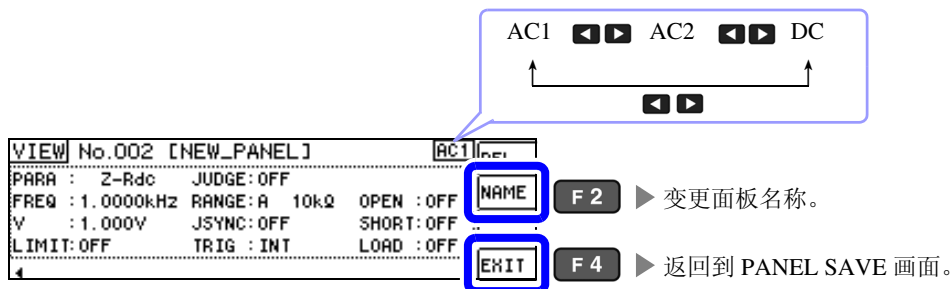 AC1 AC2 DC
VIEW No.002 [NEW_PANEL] AC1
PARA : Z-Rdc JUDGE:OFF
FREQ :1.0000kHz RANGE:A 10kΩ OPEN :OFF
V :1.000V JSYNC:OFF SHORT:OFF
LIMIT:OFF TRIG :INT LOAD :OFF
NAME F2 变更面板名称。
EXIT F4 返回到 PANEL SAVE 画面。